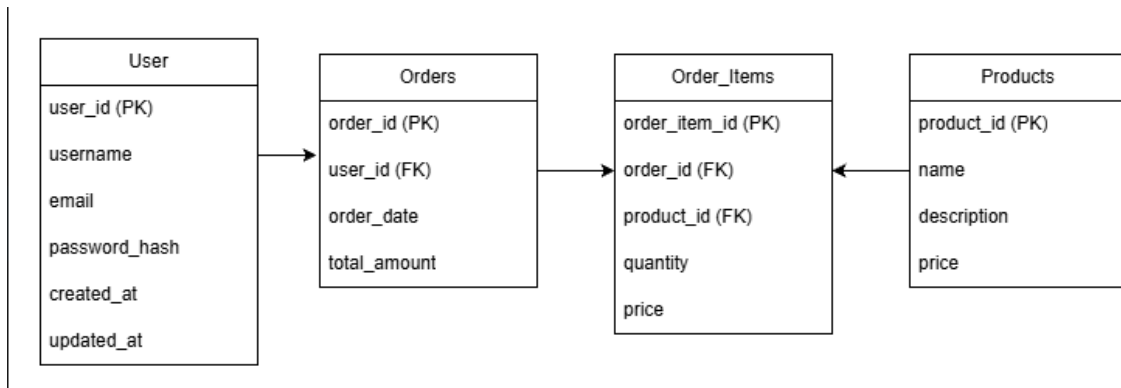 User
user_id (PK)
username
email
password_hash
created_at
updated_at
Orders
order_id (PK)
user_id (FK)
order_date
total_amount
Order_Items
order_item_id (PK)
order_id (FK)
product_id (FK)
quantity
price
Products
product_id (PK)
name
description
price